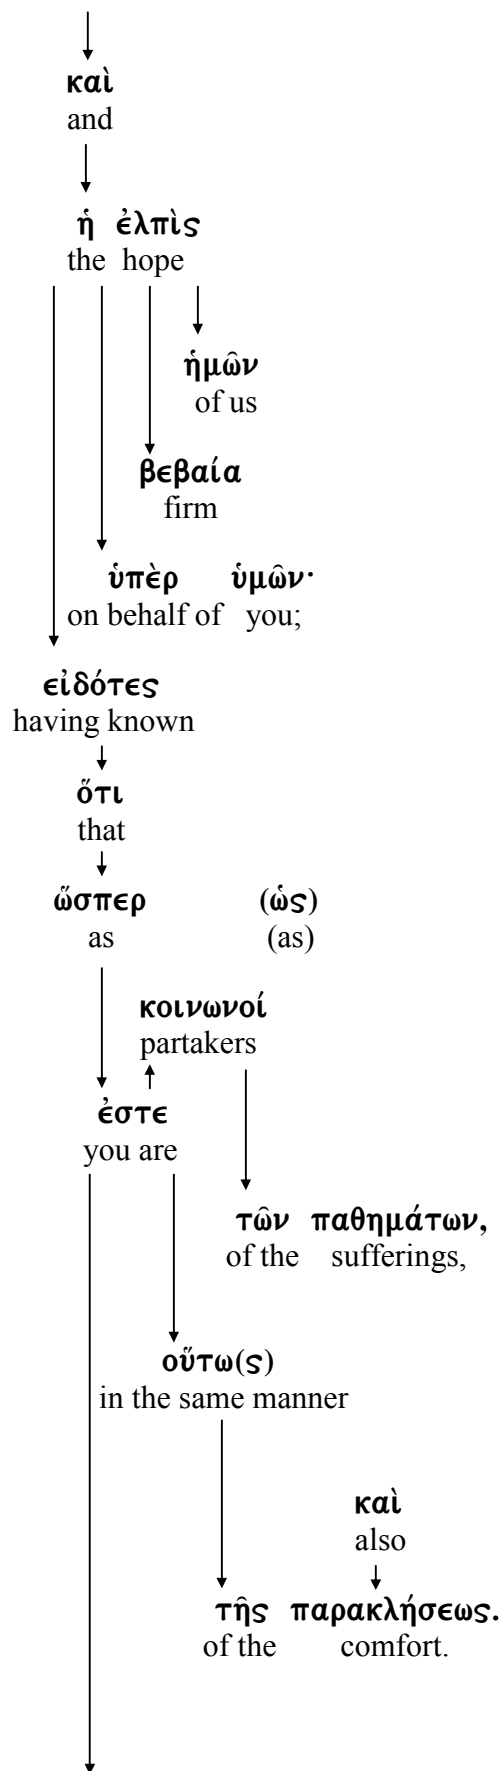 καὶ
and
ἡ ἐλπὶς
the hope
ἡμῶν
of us
βεβαία
firm
ὑπὲρ ὑμῶν·
on behalf of you;
εἰδότες
having known
ὅτι
that
ὥσπερ (ὡς)
as (as)
κοινωνοί
partakers
ἐστε
you are
τῶν παθημάτων,
of the sufferings,
οὕτω(ς)
in the same manner
καὶ
also
τῆς παρακλήσεως.
of the comfort.